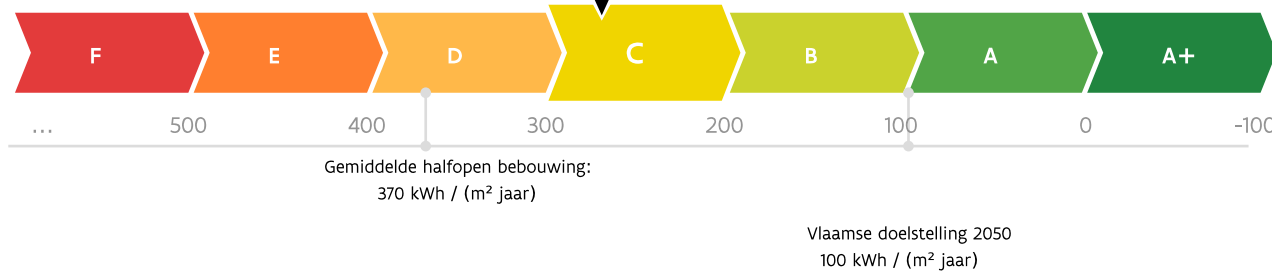 F E D C B A A+
... 500 400 300 200 100 0 -100
Gemiddelde halfopen bebouwing:
370 kWh / (m² jaar)
Vlaamse doelstelling 2050
100 kWh / (m² jaar)